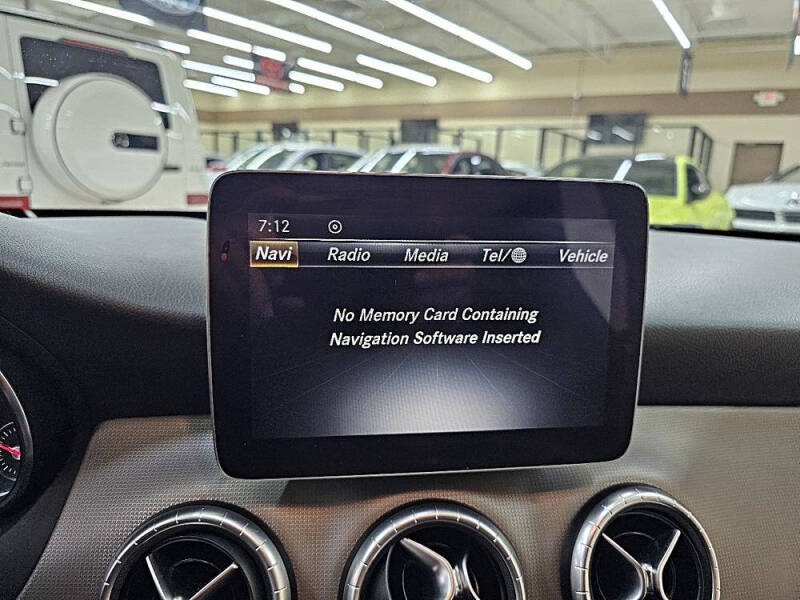 7:12
Navi Radio Media Tel/ Vehicle
No Memory Card Containing
Navigation Software Inserted